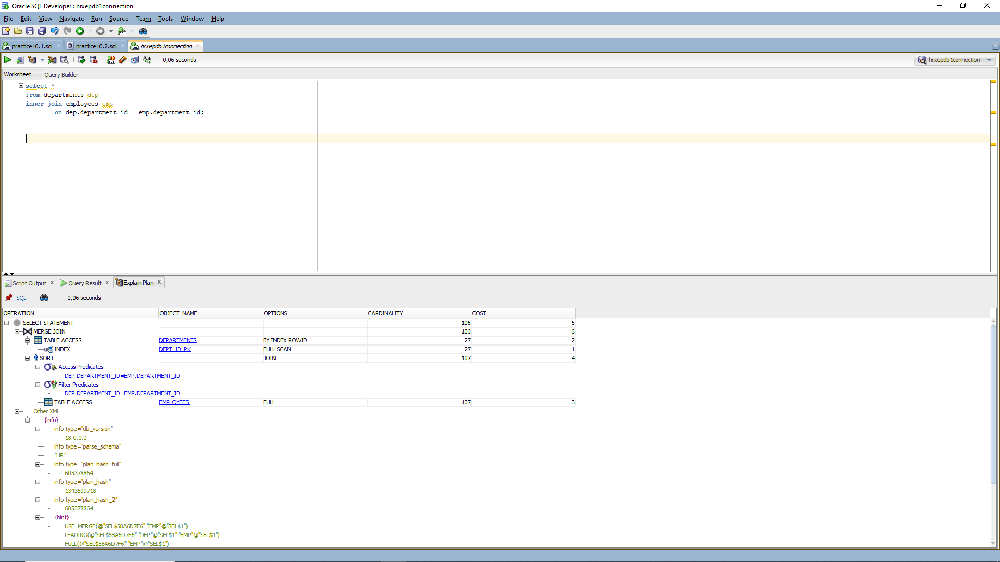 Oracle SQL Developer : hrxepdb1connection
File Edit View Navigate Run Source Team Tools Window Help
practice10.1.sql practice10.2.sql hrxepdb1connection
0,06 seconds hrxepdb1connection
Worksheet Query Builder
select *
from departments dep
inner join employees emp
on dep.department_id = emp.department_id;
Script Output Query Result Explain Plan
SQL 0,06 seconds
OPERATION OBJECT_NAME OPTIONS CARDINALITY COST
SELECT STATEMENT 106 6
MERGE JOIN 106 6
TABLE ACCESS DEPARTMENTS BY INDEX ROWID 27 2
INDEX DEPT_ID_PK FULL SCAN 27 1
SORT JOIN 107 4
Access Predicates
DEP.DEPARTMENT_ID=EMP.DEPARTMENT_ID
Filter Predicates
DEP.DEPARTMENT_ID=EMP.DEPARTMENT_ID
TABLE ACCESS EMPLOYEES FULL 107 3
Other XML
{info}
info type="db_version"
18.0.0.0
info type="parse_schema"
"HR"
info type="plan_hash_full"
605378864
info type="plan_hash"
1343509718
info type="plan_hash_2"
605378864
{hint}
USE_MERGE(@"SEL$58A6D7F6" "EMP"@"SEL$1")
LEADING(@"SEL$58A6D7F6" "DEP"@"SEL$1" "EMP"@"SEL$1")
FULL(@"SEL$58A6D7F6" "EMP"@"SEL$1")